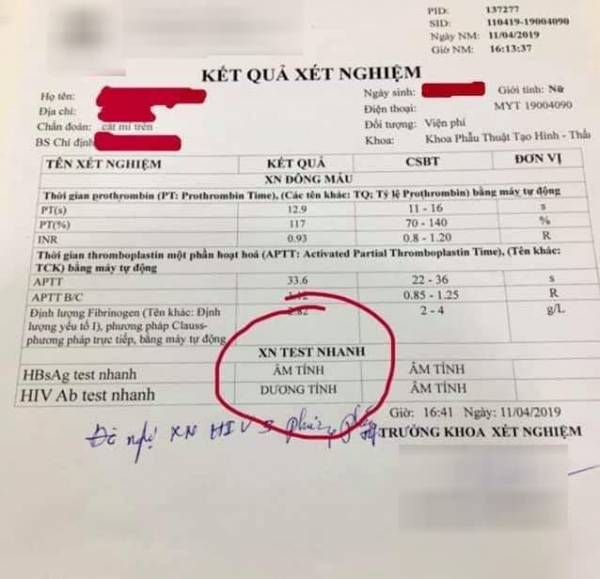 PID: 137277
SID: 110419-19004090
Ngày NM: 11/04/2019
Giờ NM: 16:13:37
KẾT QUẢ XÉT NGHIỆM
Họ tên:
Ngày sinh: Giới tính: Nữ
Địa chỉ:
Điện thoại: MYT 19004090
Chẩn đoán: cắt mí trên
Đối tượng: Viện phí
BS Chỉ định
Khoa: Khoa Phẫu Thuật Tạo Hình - Thẩ
TÊN XÉT NGHIỆM KẾT QUẢ CSBT ĐƠN VỊ
XN ĐÔNG MÁU
Thời gian prothrombin (PT: Prothrombin Time), (Các tên khác: TQ; Tỷ lệ Prothrombin) bằng máy tự động
PT(s) 12.9 11 - 16 s
PT(%) 117 70 - 140 %
INR 0.93 0.8 - 1.20 R
Thời gian thromboplastin một phần hoạt hoá (APTT: Activated Partial Thromboplastin Time), (Tên khác:
TCK) bằng máy tự động
APTT 33.6 22 - 36 s
APTT B/C 1.12 0.85 - 1.25 R
Định lượng Fibrinogen (Tên khác: Định 2.82 2 - 4 g/L
lượng yếu tố I), phương pháp Clauss-
phương pháp trực tiếp, bằng máy tự động
XN TEST NHANH
HBsAg test nhanh ÂM TÍNH ÂM TÍNH
HIV Ab test nhanh DƯƠNG TÍNH ÂM TÍNH
Giờ: 16:41 Ngày: 11/04/2019
Đề nghị XN HIV 3 phương pháp
TRƯỞNG KHOA XÉT NGHIỆM